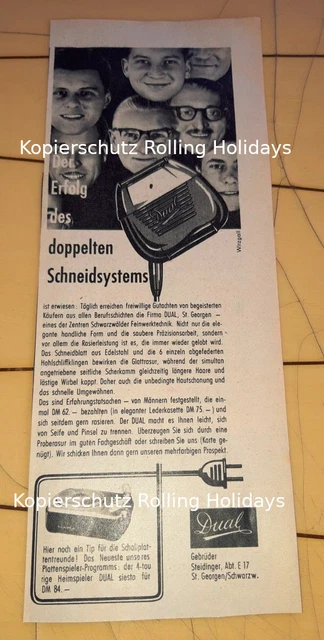 Kopierschutz Rolling Holidays
Der
Erfolg
des
doppelten
Schneidsystems
Dual
Witzgall
ist erwiesen: Täglich erreichen freiwillige Gutachten von begeisterten
Käufern aus allen Berufsschichten die Firma DUAL, St. Georgen —
eines der Zentren Schwarzwälder Feinwerktechnik. Nicht nur die ele-
gante handliche Form und die saubere Präzisionsarbeit, sondern -
vor allem die Rasierleistung ist es, die immer wieder gelobt wird.
Das Schneidblatt aus Edelstahl und die 6 einzeln abgefederten
Hohlschliffklingen bewirken die Glattrasur, während der simultan
angetriebene seitliche Scherkamm gleichzeitig längere Haare und
lästige Wirbel kappt. Daher auch die unbedingte Hautschonung und
das schnelle Umgewöhnen.
Das sind Erfahrungstatsachen — von Männern festgestellt, die ein-
mal DM 62. — bezahlten (in eleganter Lederkasette DM 75. —) und
sich seitdem gern rasieren. Der DUAL macht es Ihnen leicht, sich
von Seife und Pinsel zu trennen. Überzeugen Sie sich durch eine
Proberasur im guten Fachgeschäft oder schreiben Sie uns (Karte ge-
nügt). Wir schicken Ihnen dann gern unseren mehrfarbigen Prospekt.
Kopierschutz Rolling Holidays
Hier noch ein Tip für die Schallplat-
tenfreunde! Das Neueste unseres
Plattenspieler-Programms: der 4-tou
rige Heimspieler DUAL siesta für
DM 84. —
Dual
Gebrüder
Steidinger, Abt. E 17
St. Georgen/Schwarzw.